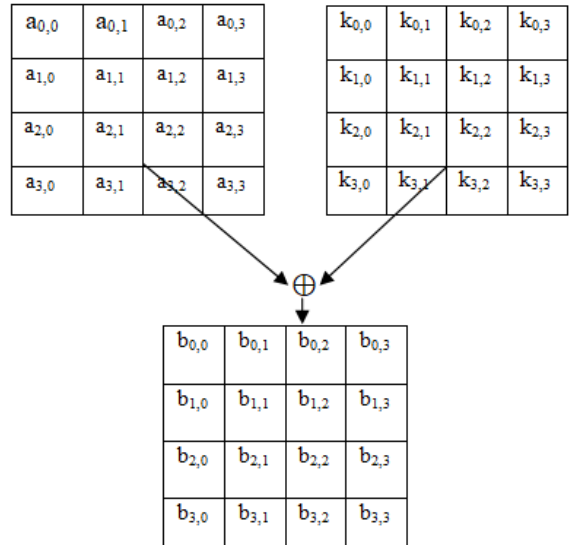 a0,0 a0,1 a0,2 a0,3 k0,0 k0,1 k0,2 k0,3
a1,0 a1,1 a1,2 a1,3 k1,0 k1,1 k1,2 k1,3
a2,0 a2,1 a2,2 a2,3 k2,0 k2,1 k2,2 k2,3
a3,0 a3,1 a3,2 a3,3 k3,0 k3,1 k3,2 k3,3
⊕
b0,0 b0,1 b0,2 b0,3
b1,0 b1,1 b1,2 b1,3
b2,0 b2,1 b2,2 b2,3
b3,0 b3,1 b3,2 b3,3